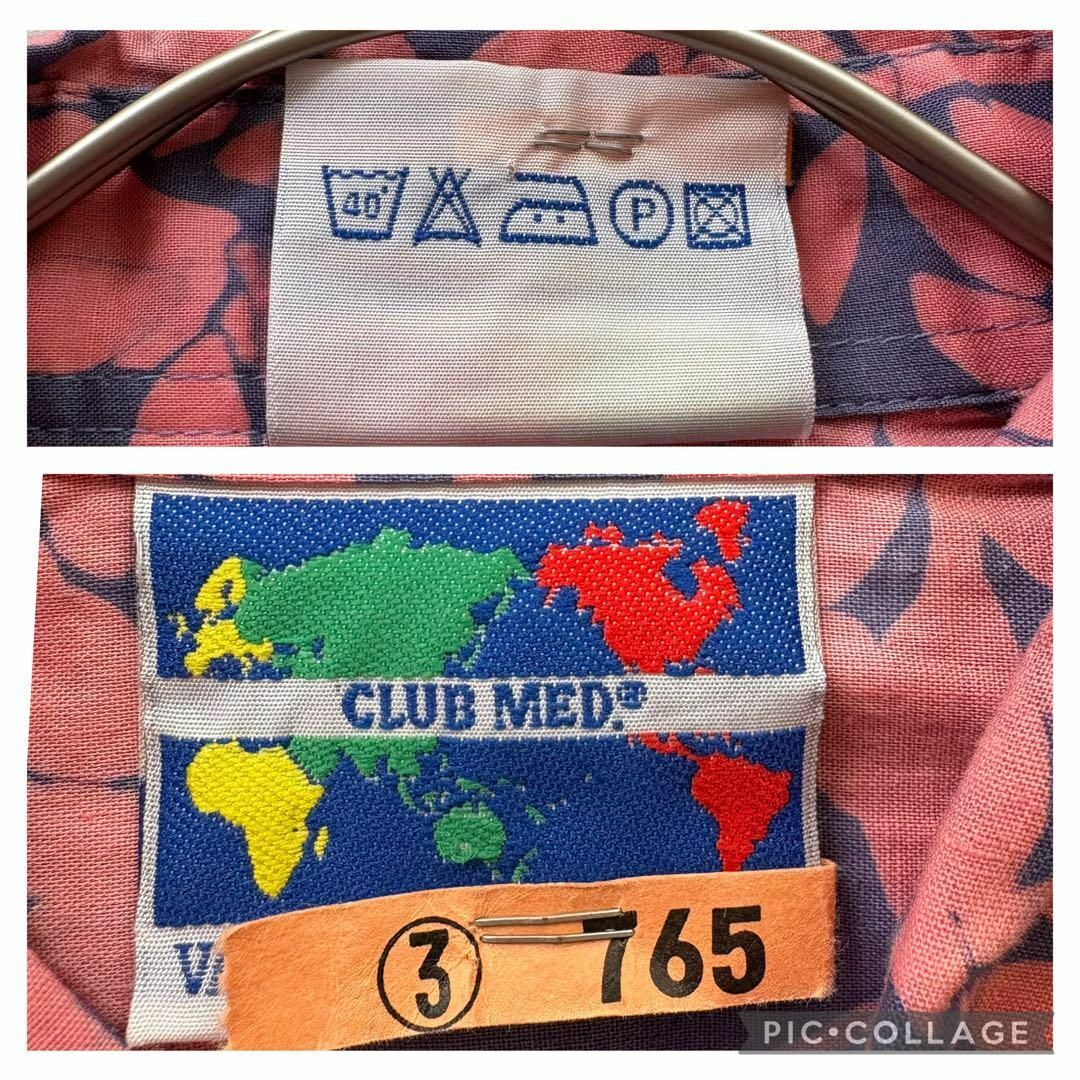 40°
P
CLUB MED.®
③ 765
PIC•COLLAGE